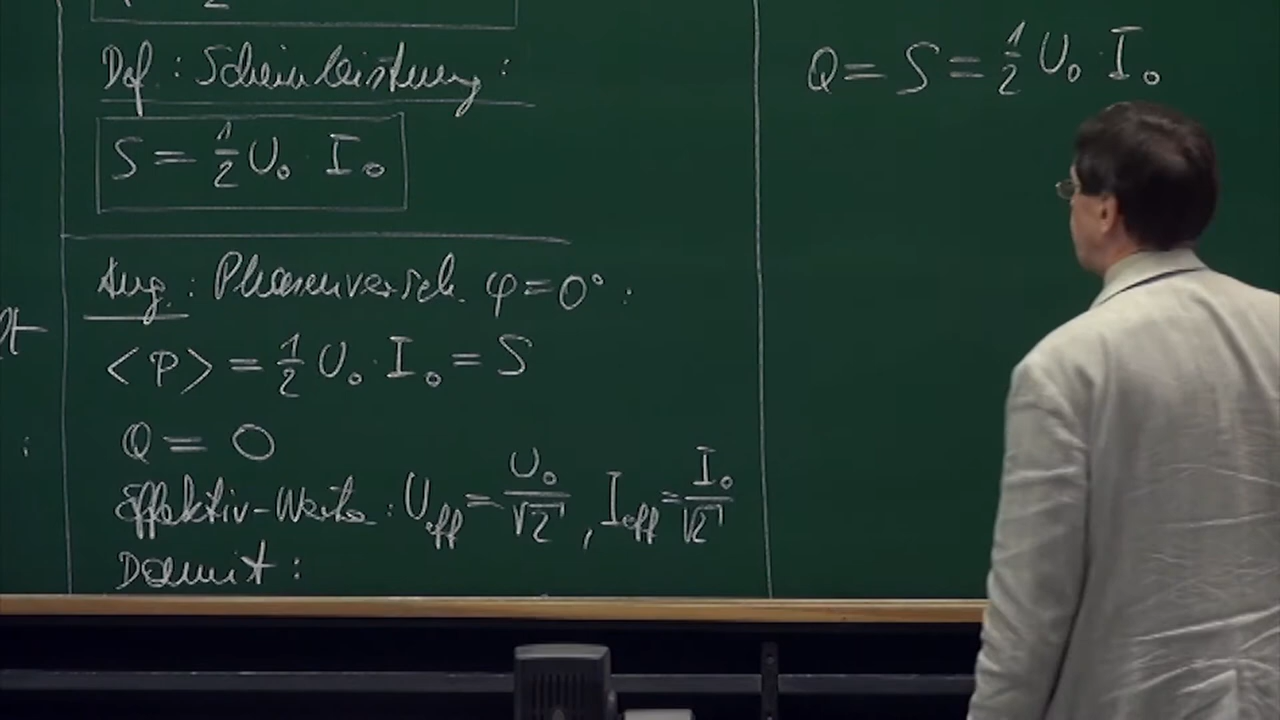 Def.: Scheinleistung:
S = 1/2 U₀ · I₀
Ang.: Phasenversch. φ = 0°:
<P> = 1/2 U₀ · I₀ = S
Q = 0
Effektiv-Werte: U_eff = U₀/√2, I_eff = I₀/√2
Damit:
Q = S = 1/2 U₀ · I₀